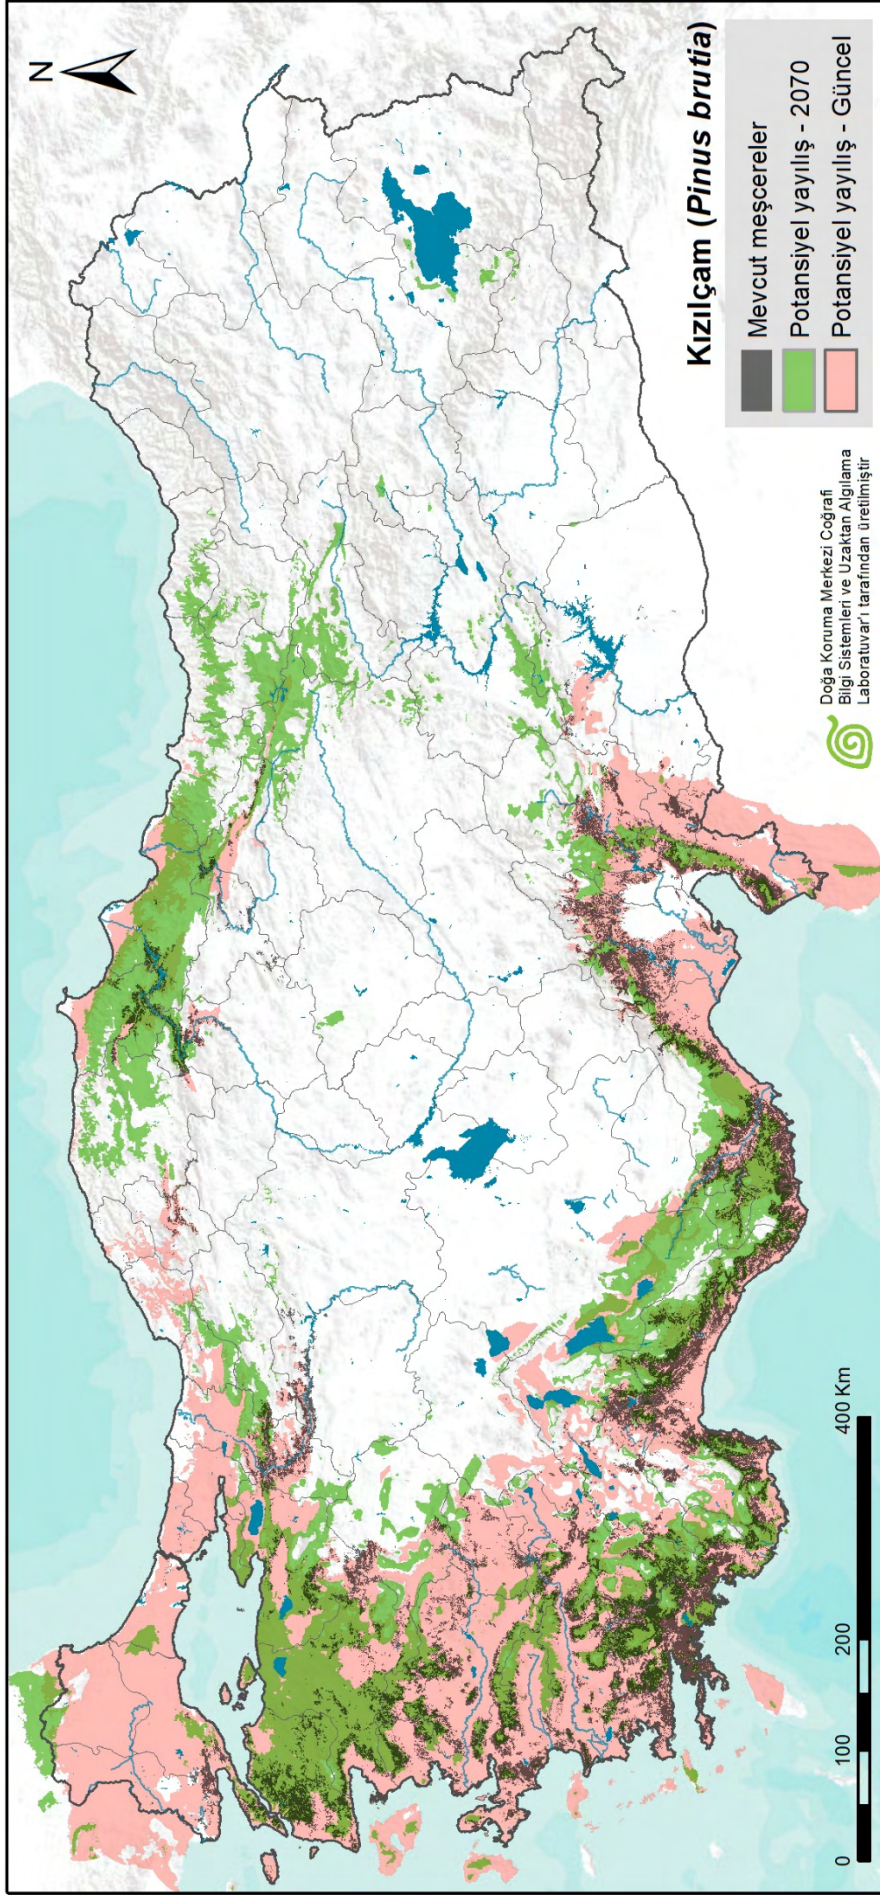 N
Kızılçam (Pinus brutia)
Mevcut meşcereler
Potansiyel yayılış - 2070
Potansiyel yayılış - Güncel
Doğa Koruma Merkezi Coğrafi
Bilgi Sistemleri ve Uzaktan Algılama
Laboratuvar'ı tarafından üretilmiştir
0 100 200 400 Km